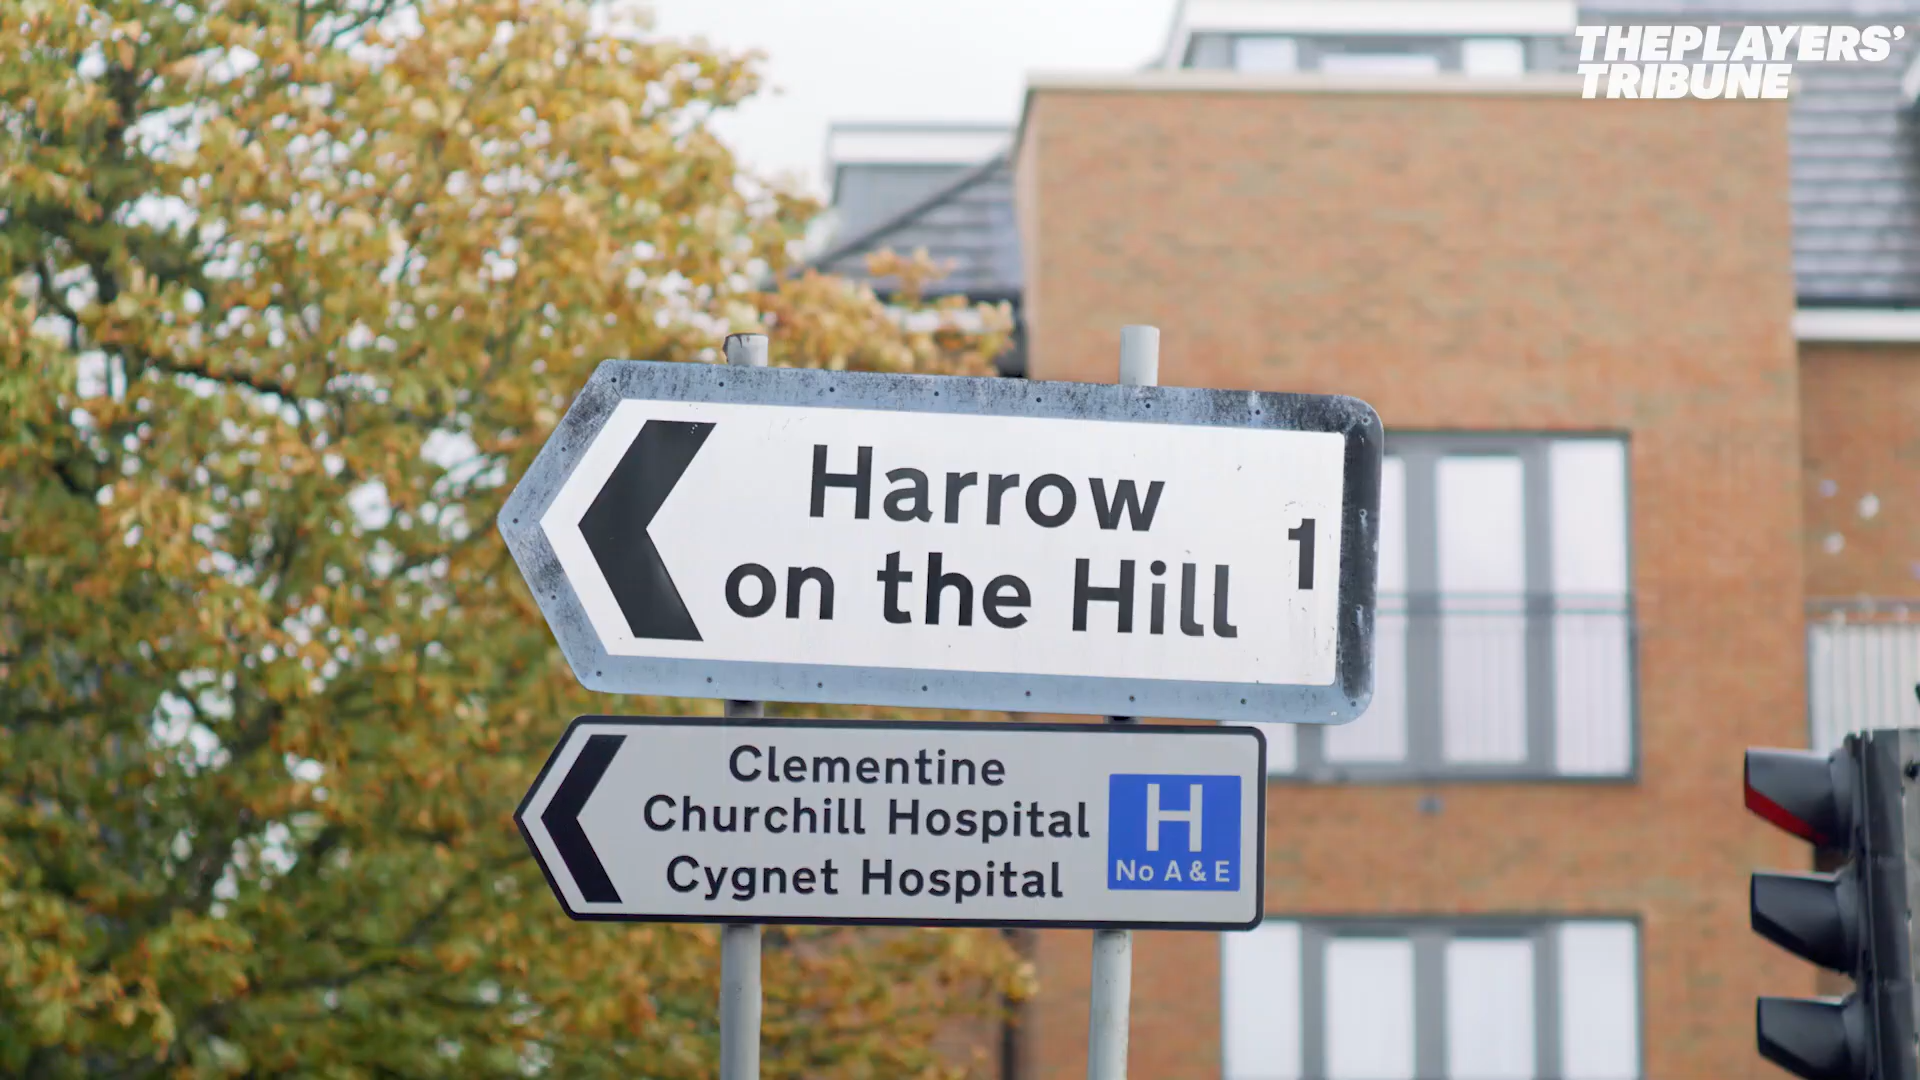 THEPLAYERS'
TRIBUNE
Harrow
on the Hill
1
Clementine
Churchill Hospital
Cygnet Hospital
H
No A & E